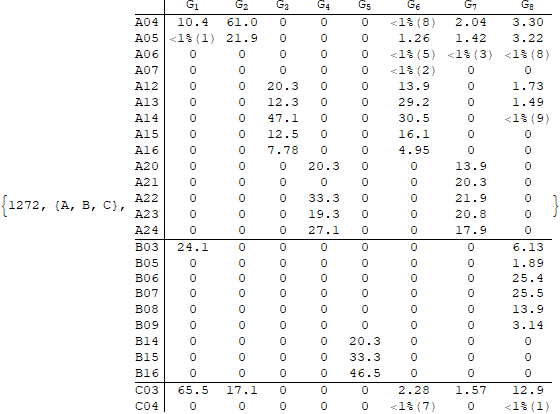 G1 G2 G3 G4 G5 G6 G7 G8
A04 10.4 61.0 0 0 0 <1%(8) 2.04 3.30
A05 <1%(1) 21.9 0 0 0 1.26 1.42 3.22
A06 0 0 0 0 0 <1%(5) <1%(3) <1%(8)
A07 0 0 0 0 0 <1%(2) 0 0
A12 0 0 20.3 0 0 13.9 0 1.73
A13 0 0 12.3 0 0 29.2 0 1.49
A14 0 0 47.1 0 0 30.5 0 <1%(9)
A15 0 0 12.5 0 0 16.1 0 0
A16 0 0 7.78 0 0 4.95 0 0
A20 0 0 0 20.3 0 0 13.9 0
A21 0 0 0 0 0 0 20.3 0
{1272, {A, B, C}, A22 0 0 0 33.3 0 0 21.9 0 }
A23 0 0 0 19.3 0 0 20.8 0
A24 0 0 0 27.1 0 0 17.9 0
B03 24.1 0 0 0 0 0 0 6.13
B05 0 0 0 0 0 0 0 1.89
B06 0 0 0 0 0 0 0 25.4
B07 0 0 0 0 0 0 0 25.5
B08 0 0 0 0 0 0 0 13.9
B09 0 0 0 0 0 0 0 3.14
B14 0 0 0 0 20.3 0 0 0
B15 0 0 0 0 33.3 0 0 0
B16 0 0 0 0 46.5 0 0 0
C03 65.5 17.1 0 0 0 2.28 1.57 12.9
C04 0 0 0 0 0 <1%(7) 0 <1%(1)